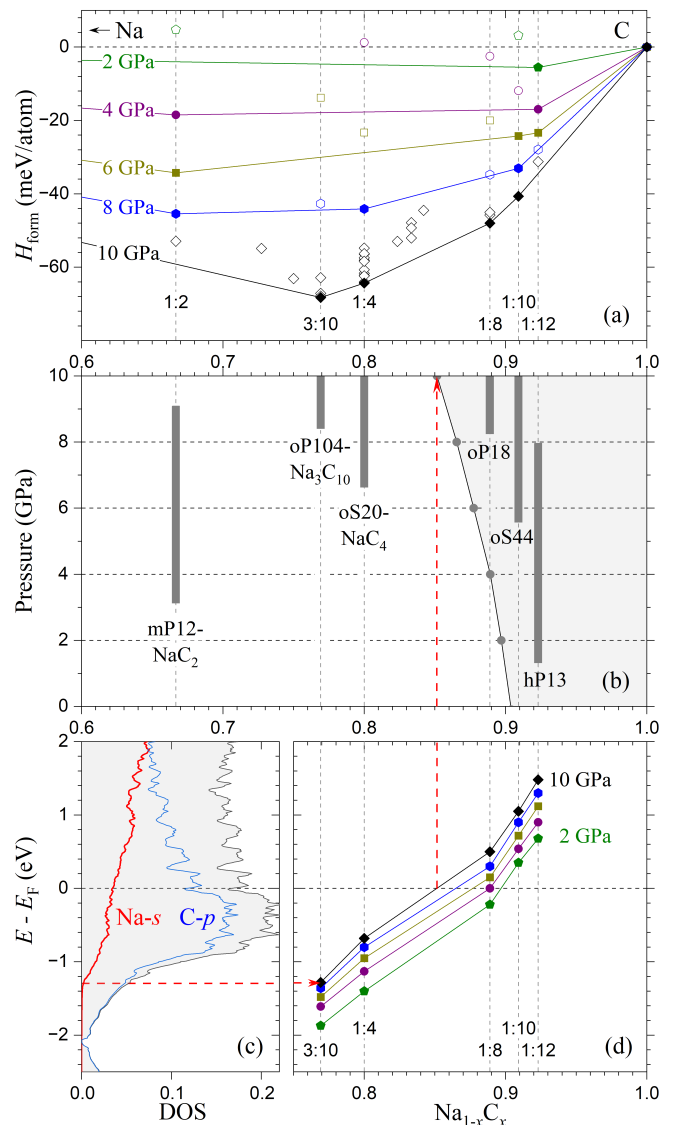 ← Na
C
0
2 GPa
4 GPa
−20
6 GPa
−40
8 GPa
10 GPa
−60
H_form (meV/atom)
1:2
1:4
1:10
3:10
1:8
1:12
(a)
0.6
0.7
0.8
0.9
1.0
10
8
6
4
2
0
Pressure (GPa)
oP104-
Na₃C₁₀
oP18
oS20-
NaC₄
oS44
mP12-
NaC₂
hP13
(b)
0.6
0.7
0.8
0.9
1.0
2
1
0
−1
−2
E - E_F (eV)
Na-s
C-p
(c)
0.0
0.1
0.2
DOS
10 GPa
2 GPa
1:10
3:10
1:4
1:8
1:12
(d)
0.8
0.9
1.0
Na₁₋ₓCₓ